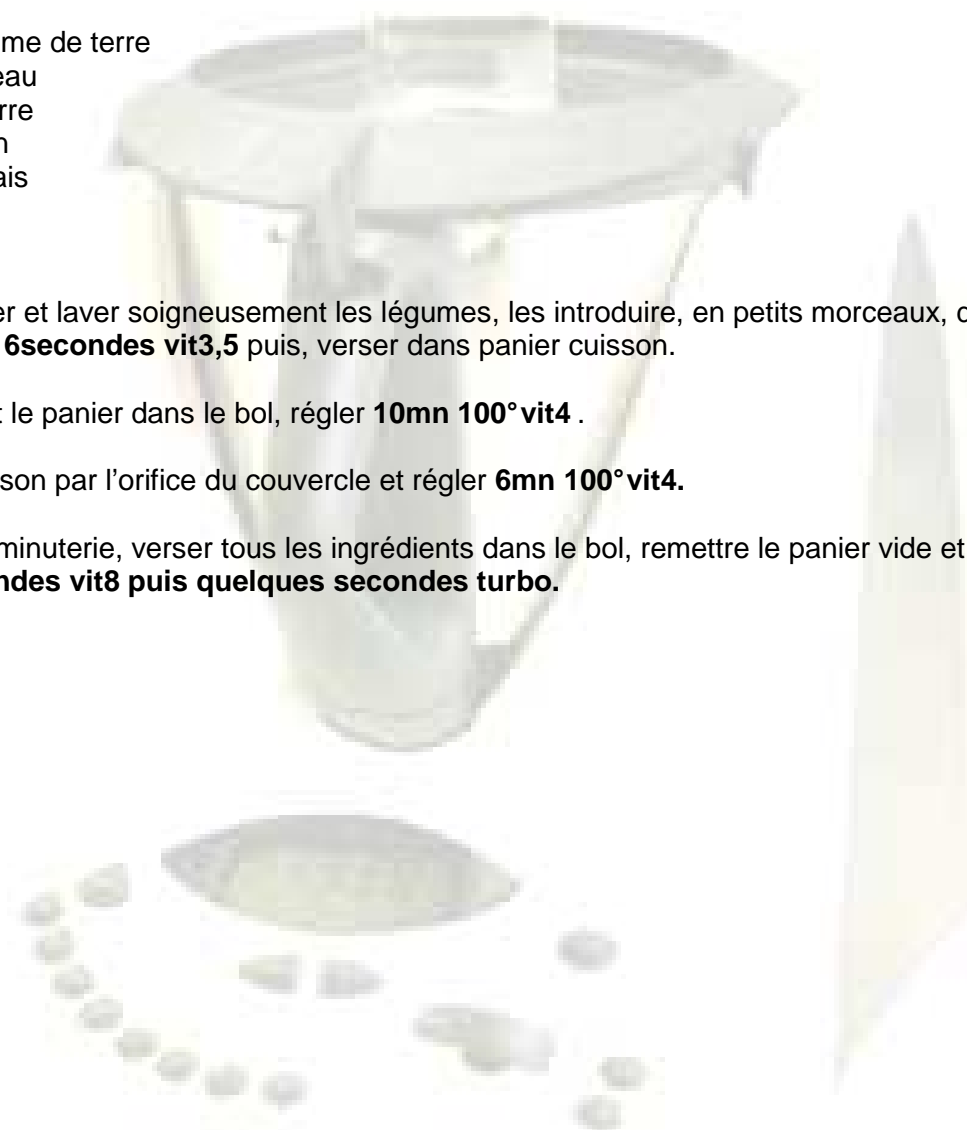 me de terre
eau
rre
n
ais
er et laver soigneusement les légumes, les introduire, en petits morceaux, d
6secondes vit3,5 puis, verser dans panier cuisson.
t le panier dans le bol, régler 10mn 100° vit4 .
son par l’orifice du couvercle et régler 6mn 100° vit4.
minuterie, verser tous les ingrédients dans le bol, remettre le panier vide et
ndes vit8 puis quelques secondes turbo.